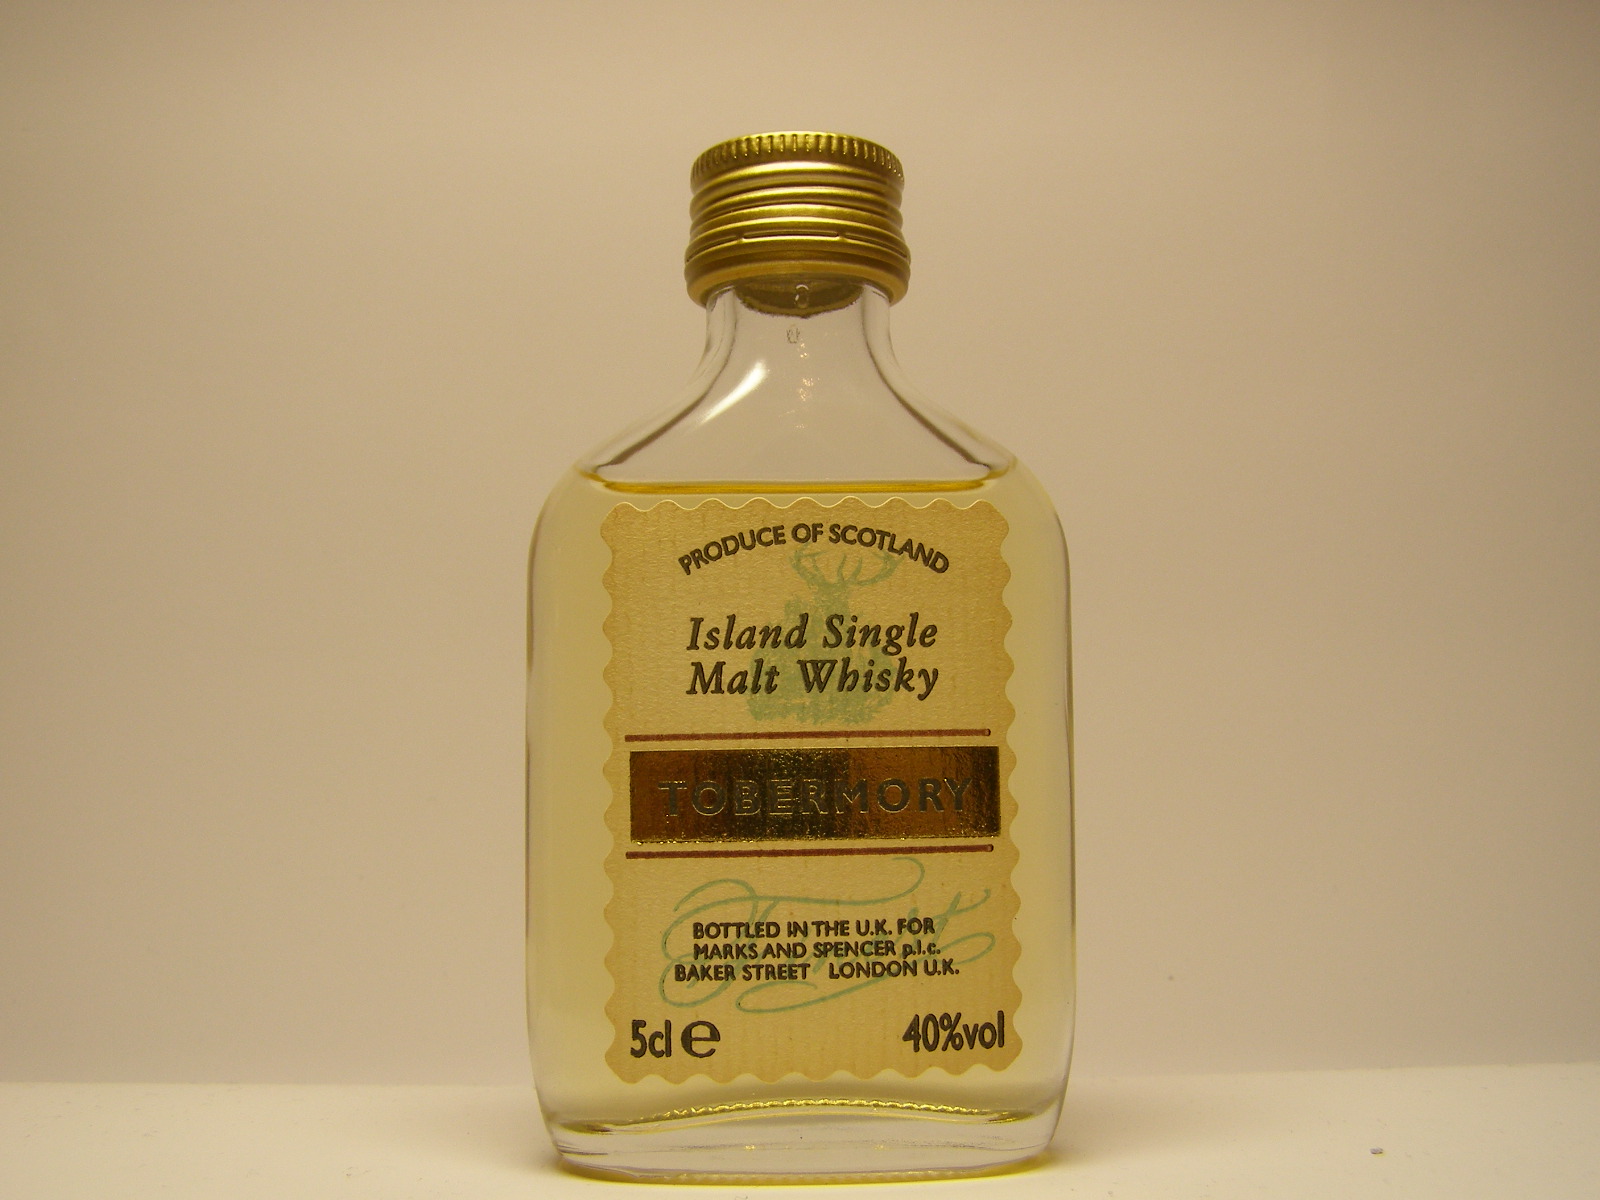 PRODUCE OF SCOTLAND
Island Single
Malt Whisky
TOBERMORY
BOTTLED IN THE U.K. FOR
MARKS AND SPENCER p.l.c.
BAKER STREET LONDON U.K.
5cl e
40%vol